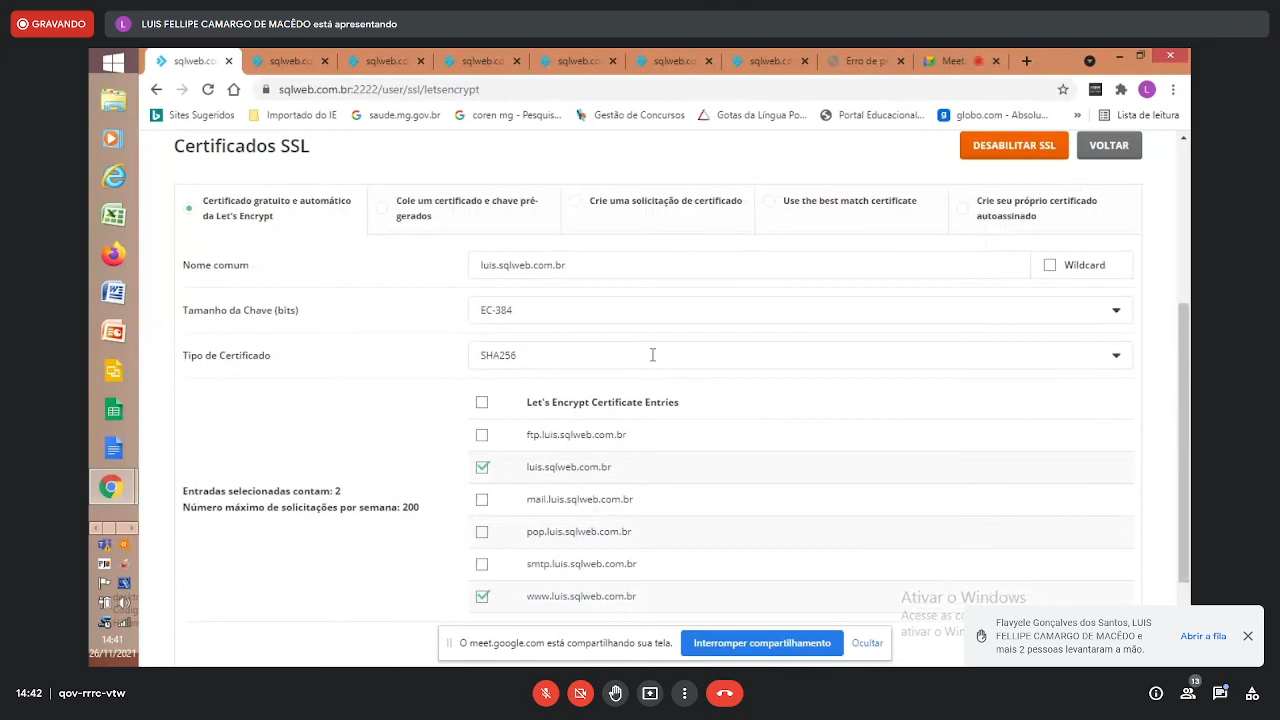 GRAVANDO
L LUIS FELLIPE CAMARGO DE MACÊDO está apresentando
sqlweb.co
sqlweb.co
sqlweb.co
sqlweb.co
sqlweb.co
sqlweb.co
sqlweb.co
Erro de p
Meet:
sqlweb.com.br:2222/user/ssl/letsencrypt
L
Sites Sugeridos
Importado do IE
saude.mg.gov.br
coren mg - Pesquis...
Gestão de Concursos
Gotas da Língua Po...
Portal Educacional...
globo.com - Absolu...
»
Lista de leitura
Certificados SSL
DESABILITAR SSL
VOLTAR
Certificado gratuito e automático
da Let's Encrypt
Cole um certificado e chave pré-
gerados
Crie uma solicitação de certificado
Use the best match certificate
Crie seu próprio certificado
autoassinado
Nome comum
luis.sqlweb.com.br
Wildcard
Tamanho da Chave (bits)
EC-384
Tipo de Certificado
SHA256
Let's Encrypt Certificate Entries
ftp.luis.sqlweb.com.br
luis.sqlweb.com.br
Entradas selecionadas contam: 2
Número máximo de solicitações por semana: 200
mail.luis.sqlweb.com.br
pop.luis.sqlweb.com.br
smtp.luis.sqlweb.com.br
www.luis.sqlweb.com.br
PJe
14:41
26/11/2021
Ativar o Windows
Acesse as co
ativar o Win
O meet.google.com está compartilhando sua tela.
Interromper compartilhamento
Ocultar
Flavyele Gonçalves dos Santos, LUIS
FELLIPE CAMARGO DE MACÊDO e
mais 2 pessoas levantaram a mão.
Abrir a fila
14:42 | qov-rrrc-vtw
13